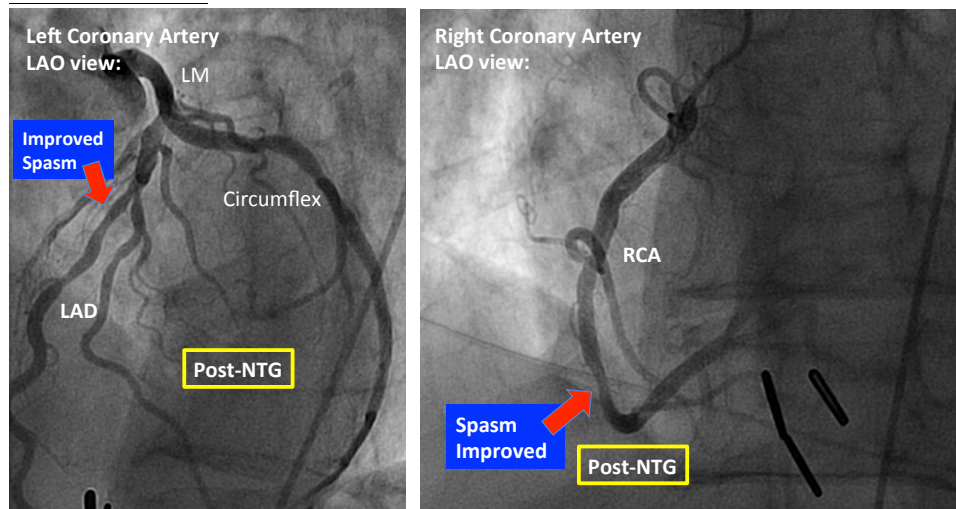 Left Coronary Artery
LAO view:
LM
Improved
Spasm
Circumflex
LAD
Post-NTG
Right Coronary Artery
LAO view:
RCA
Spasm
Improved
Post-NTG